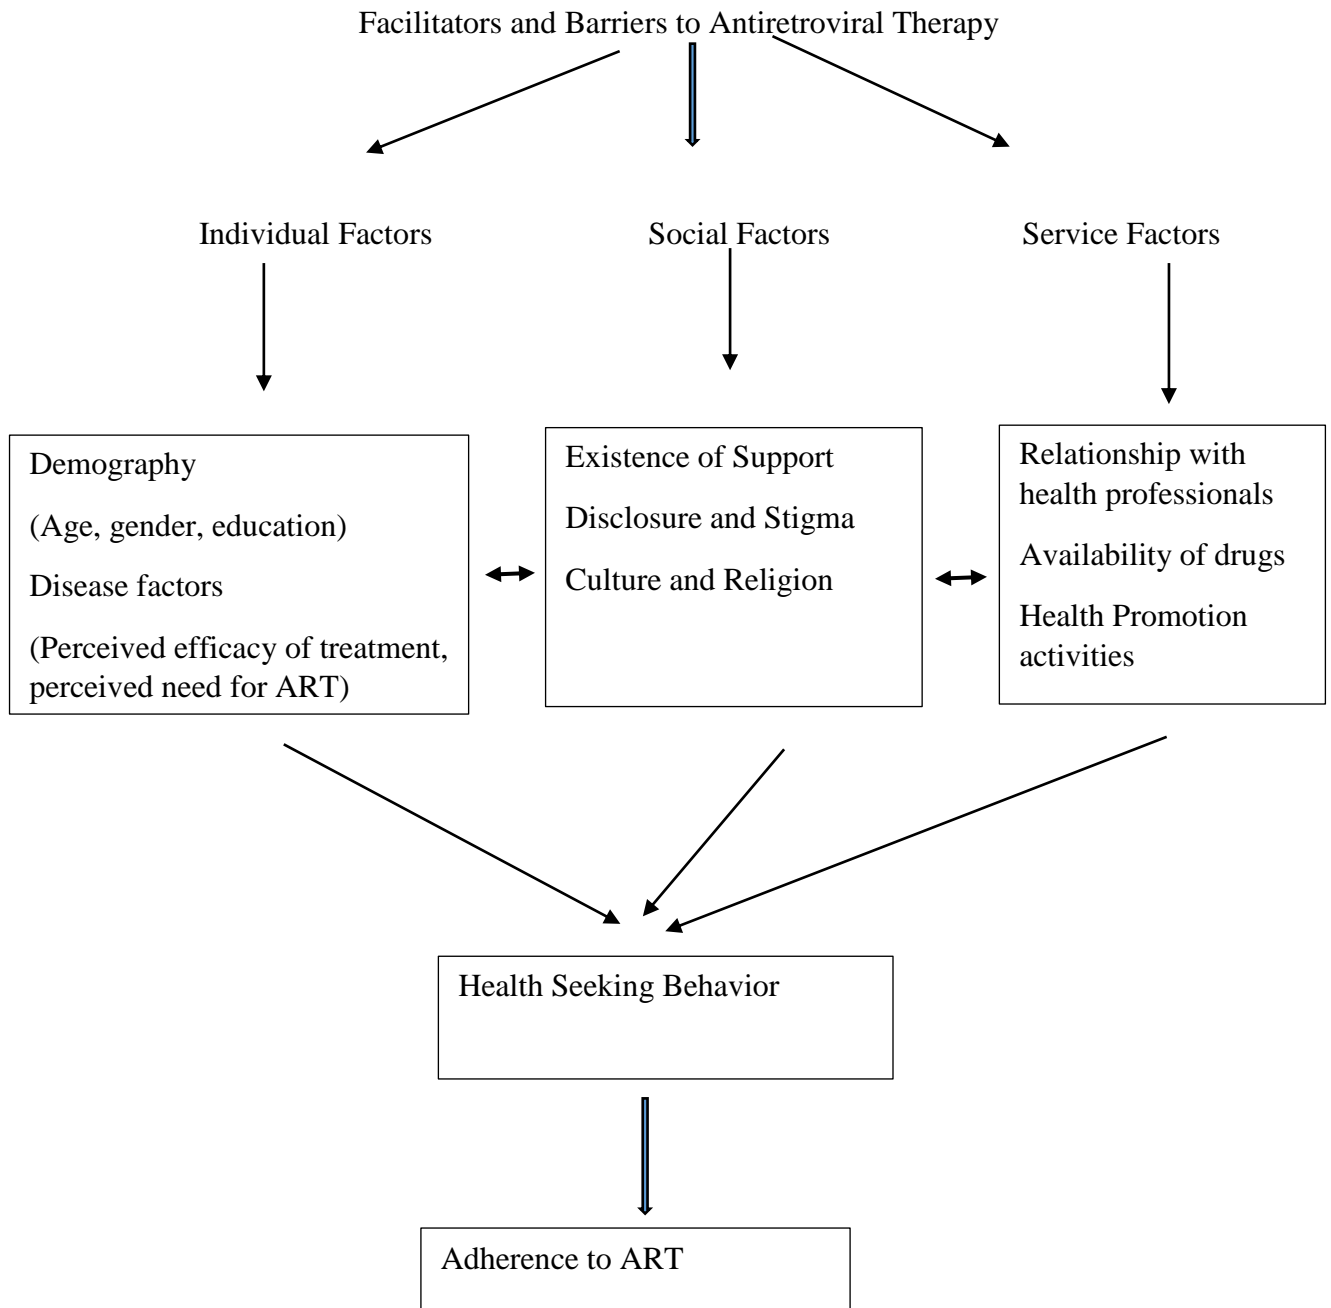 Facilitators and Barriers to Antiretroviral Therapy
Individual Factors
Social Factors
Service Factors
Demography
(Age, gender, education)
Disease factors
(Perceived efficacy of treatment,
perceived need for ART)
Existence of Support
Disclosure and Stigma
Culture and Religion
Relationship with
health professionals
Availability of drugs
Health Promotion
activities
Health Seeking Behavior
Adherence to ART